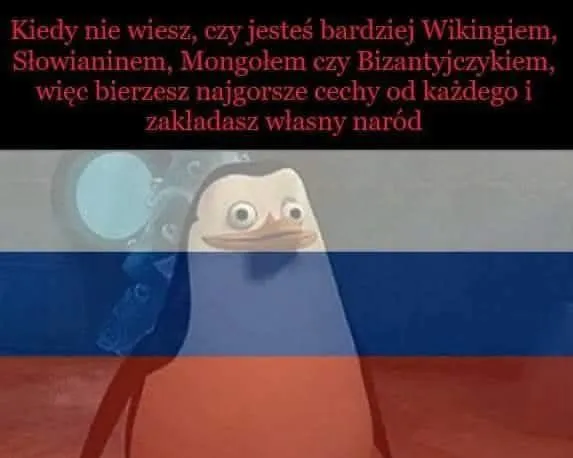 Kiedy nie wiesz, czy jesteś bardziej Wikingiem,
Słowianinem, Mongołem czy Bizantyjczykiem,
więc bierzesz najgorsze cechy od każdego i
zakładasz własny naród